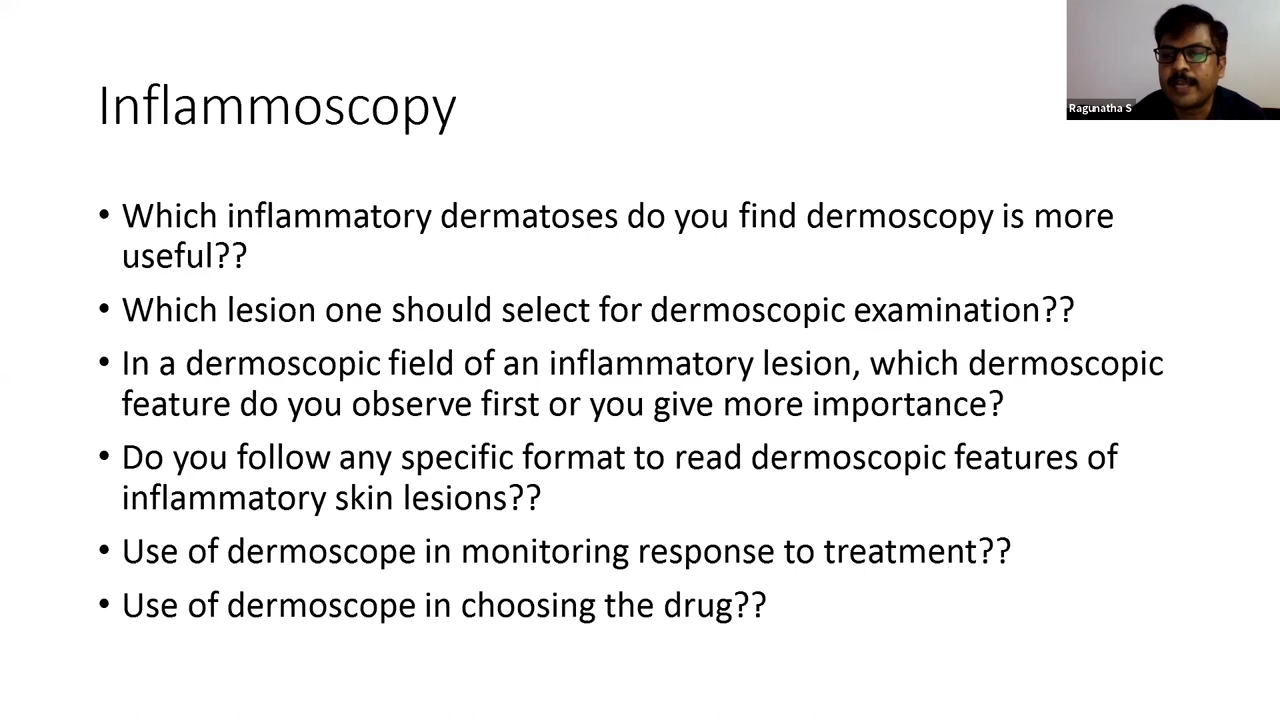 Inflammoscopy
Ragunatha S
• Which inflammatory dermatoses do you find dermoscopy is more
useful??
• Which lesion one should select for dermoscopic examination??
• In a dermoscopic field of an inflammatory lesion, which dermoscopic
feature do you observe first or you give more importance?
• Do you follow any specific format to read dermoscopic features of
inflammatory skin lesions??
• Use of dermoscope in monitoring response to treatment??
• Use of dermoscope in choosing the drug??